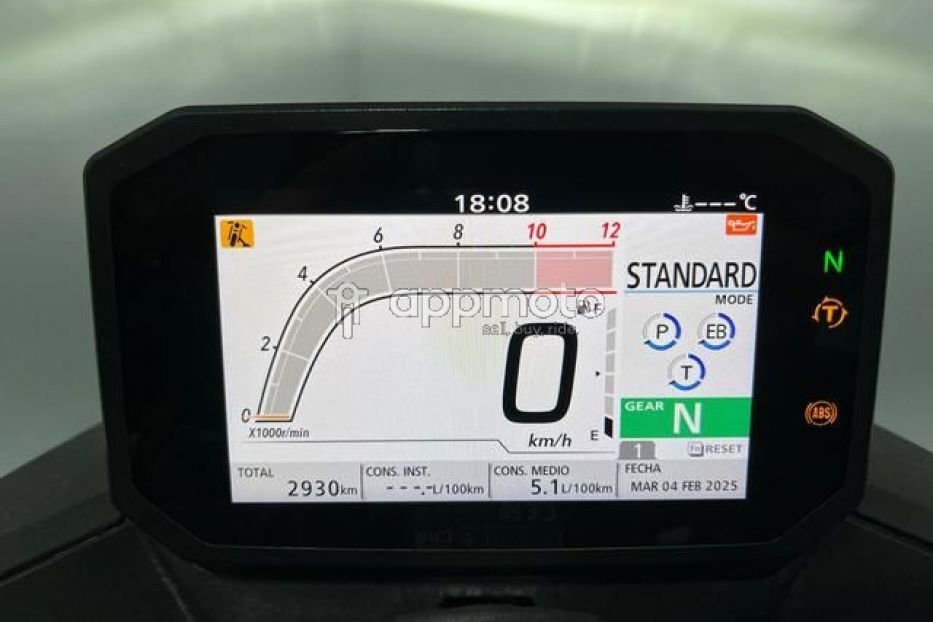 18:08
---°C
0 2 4 6 8 10 12
X1000r/min
appmoto
sell, buy, ride.
F
E
0
km/h
STANDARD
MODE
P EB
T
GEAR N
1 Fn RESET
TOTAL
2930km
CONS. INST.
---.-L/100km
CONS. MEDIO
5.1L/100km
FECHA
MAR 04 FEB 2025
N
T
ABS